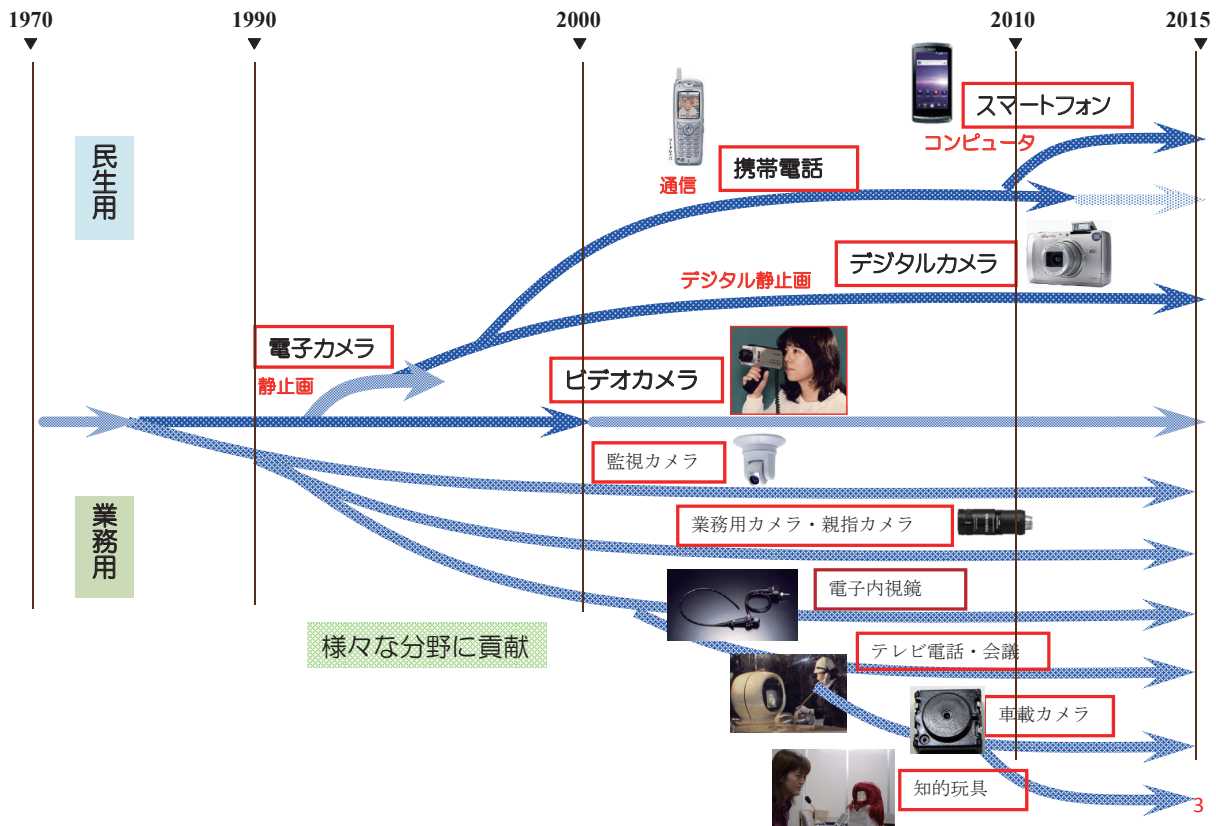 1970
1990
2000
2010
2015
民生用
スマートフォン
コンピュータ
携帯電話
通信
デジタルカメラ
デジタル静止画
電子カメラ
静止画
ビデオカメラ
監視カメラ
業務用
業務用カメラ・親指カメラ
電子内視鏡
様々な分野に貢献
テレビ電話・会議
車載カメラ
知的玩具
3